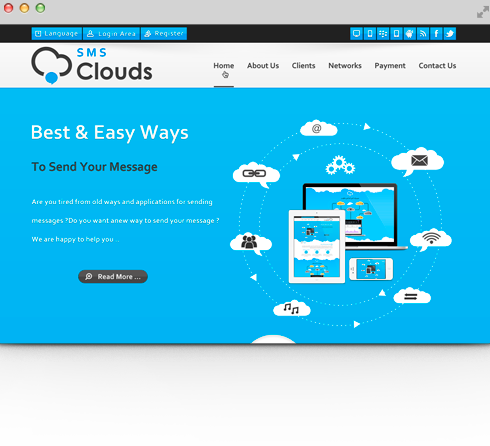 Language
Login Area
Register
SMS
Clouds
Home
About Us
Clients
Networks
Payment
Contact Us
Best & Easy Ways
To Send Your Message
Are you tired from old ways and applications for sending
messages ?Do you want anew way to send your message ?
We are happy to help you ...
Read More ...
@